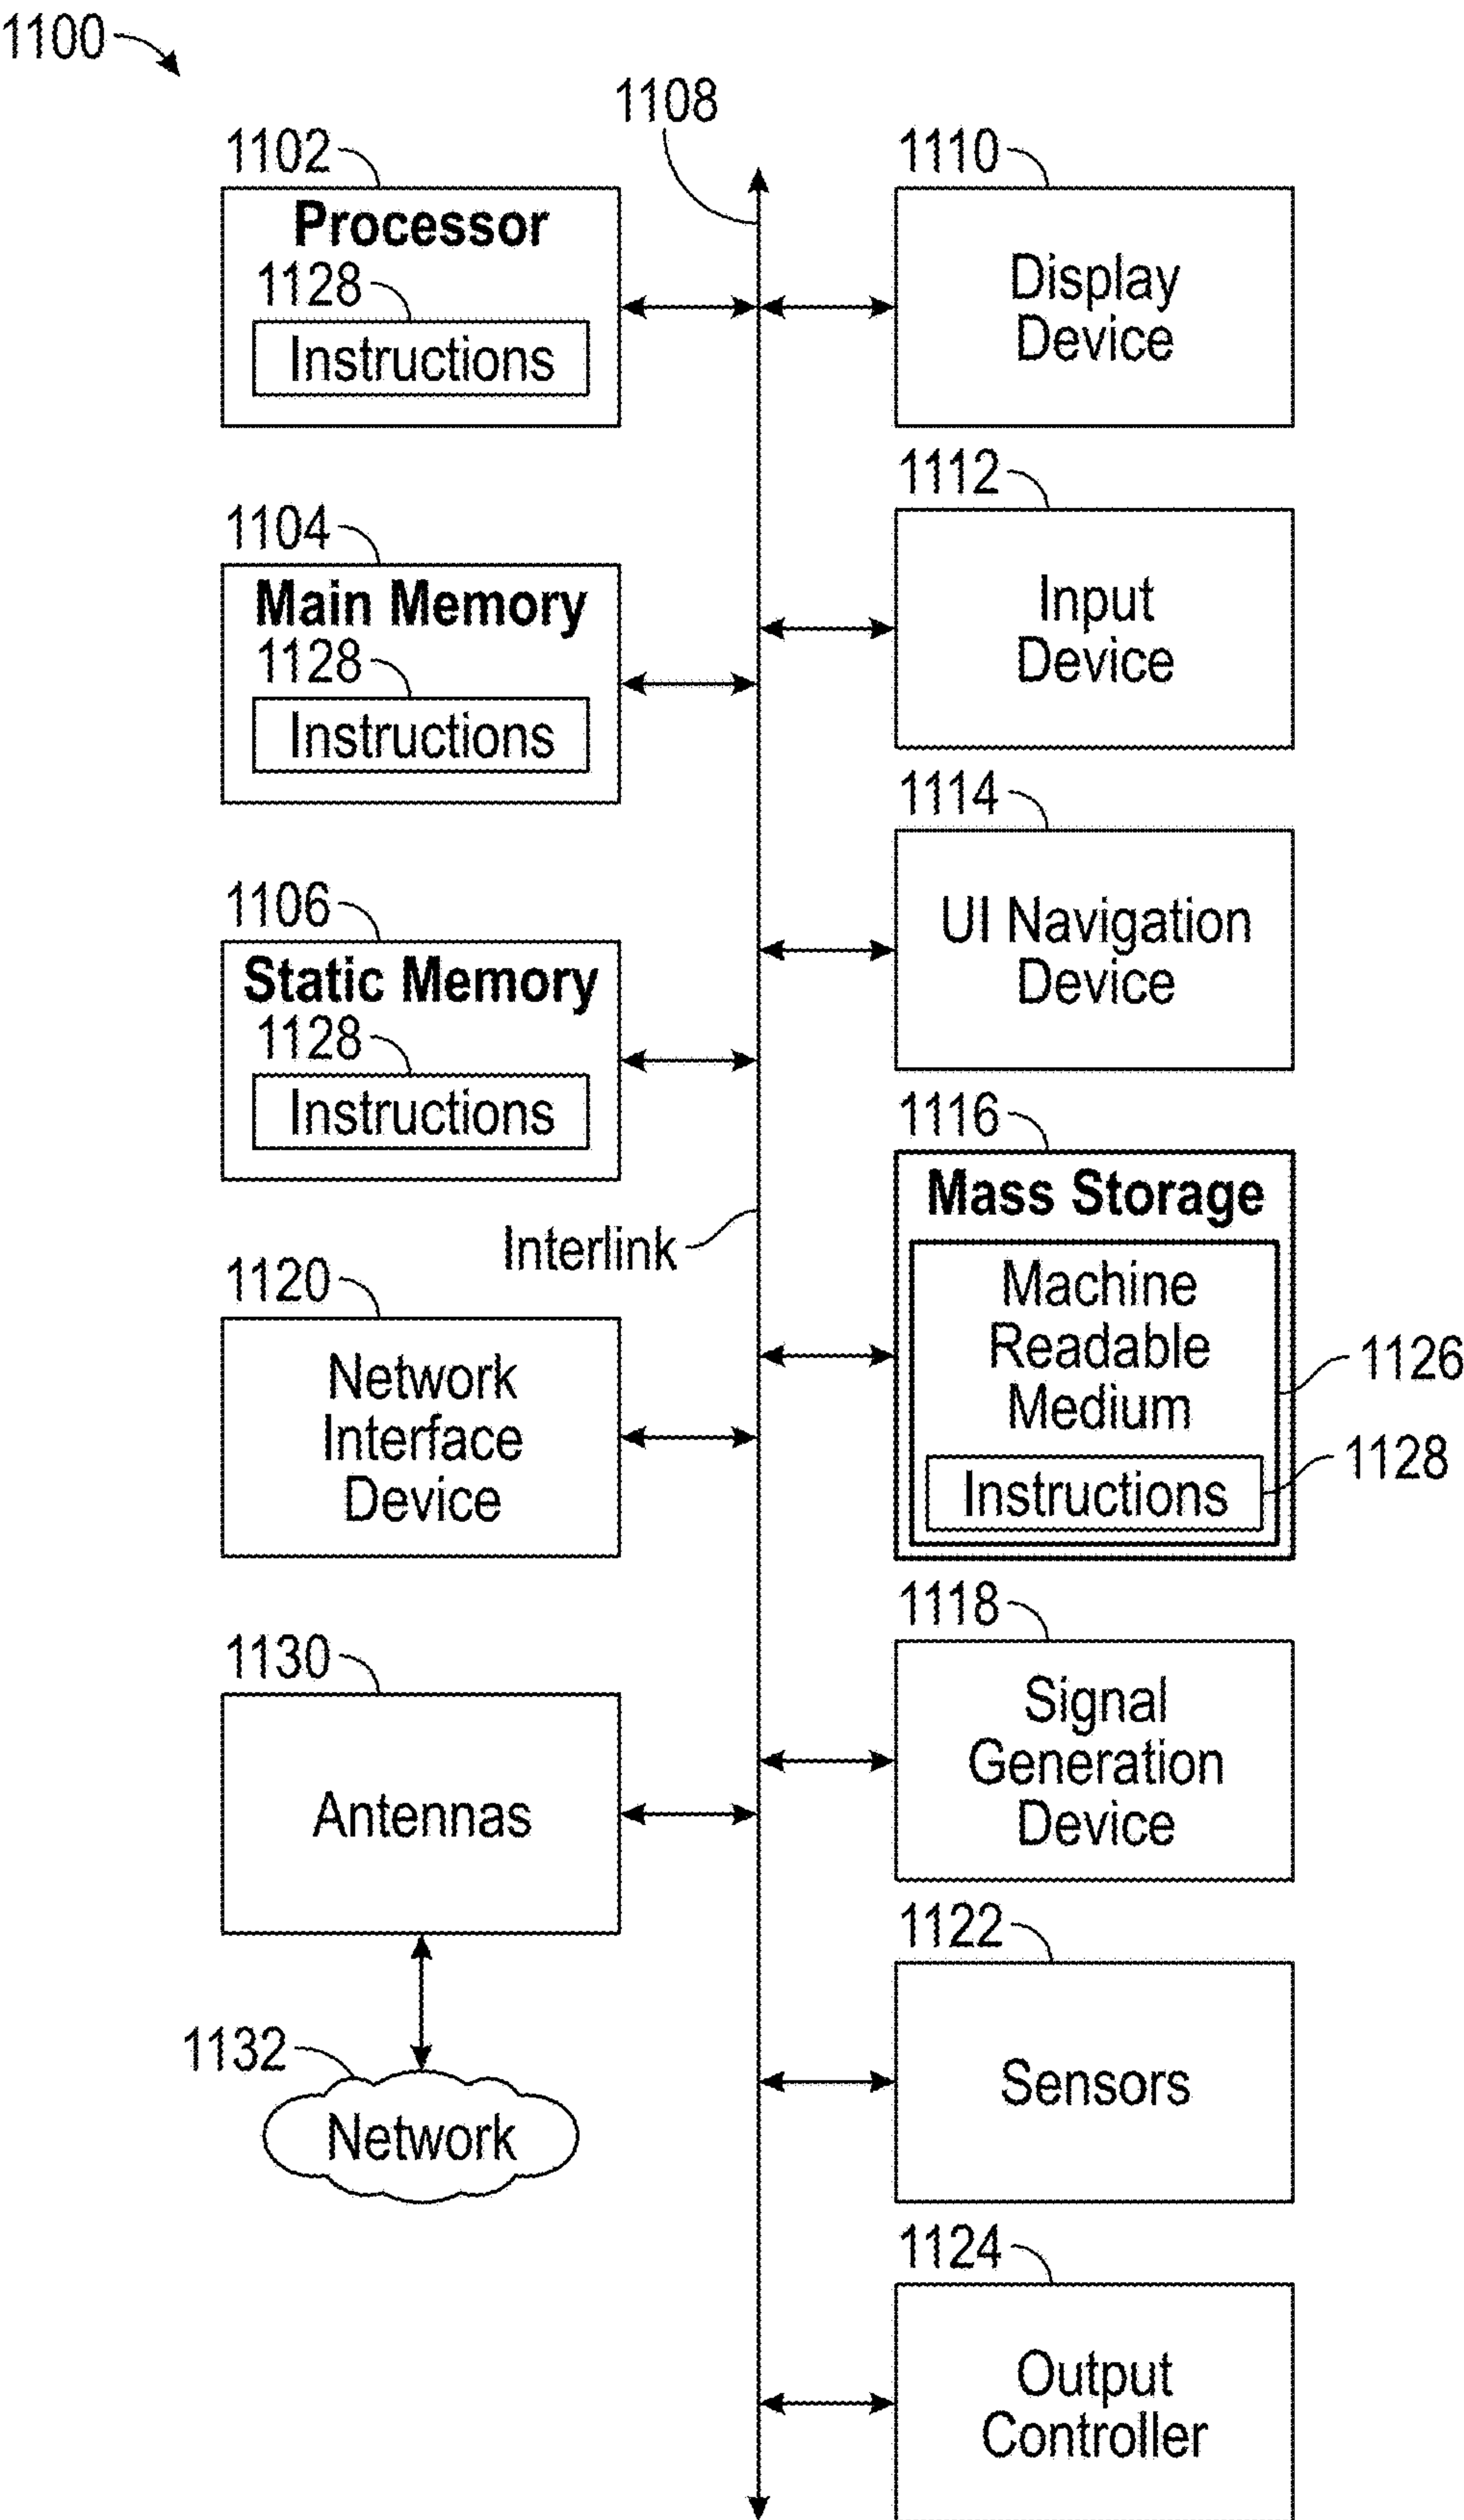 1100
1108
1102
Processor
1128
Instructions
1104
Main Memory
1128
Instructions
1106
Static Memory
1128
Instructions
Interlink
1120
Network
Interface
Device
1130
Antennas
1132
Network
1110
Display
Device
1112
Input
Device
1114
UI Navigation
Device
1116
Mass Storage
Machine
Readable
Medium
1126
Instructions
1128
1118
Signal
Generation
Device
1122
Sensors
1124
Output
Controller